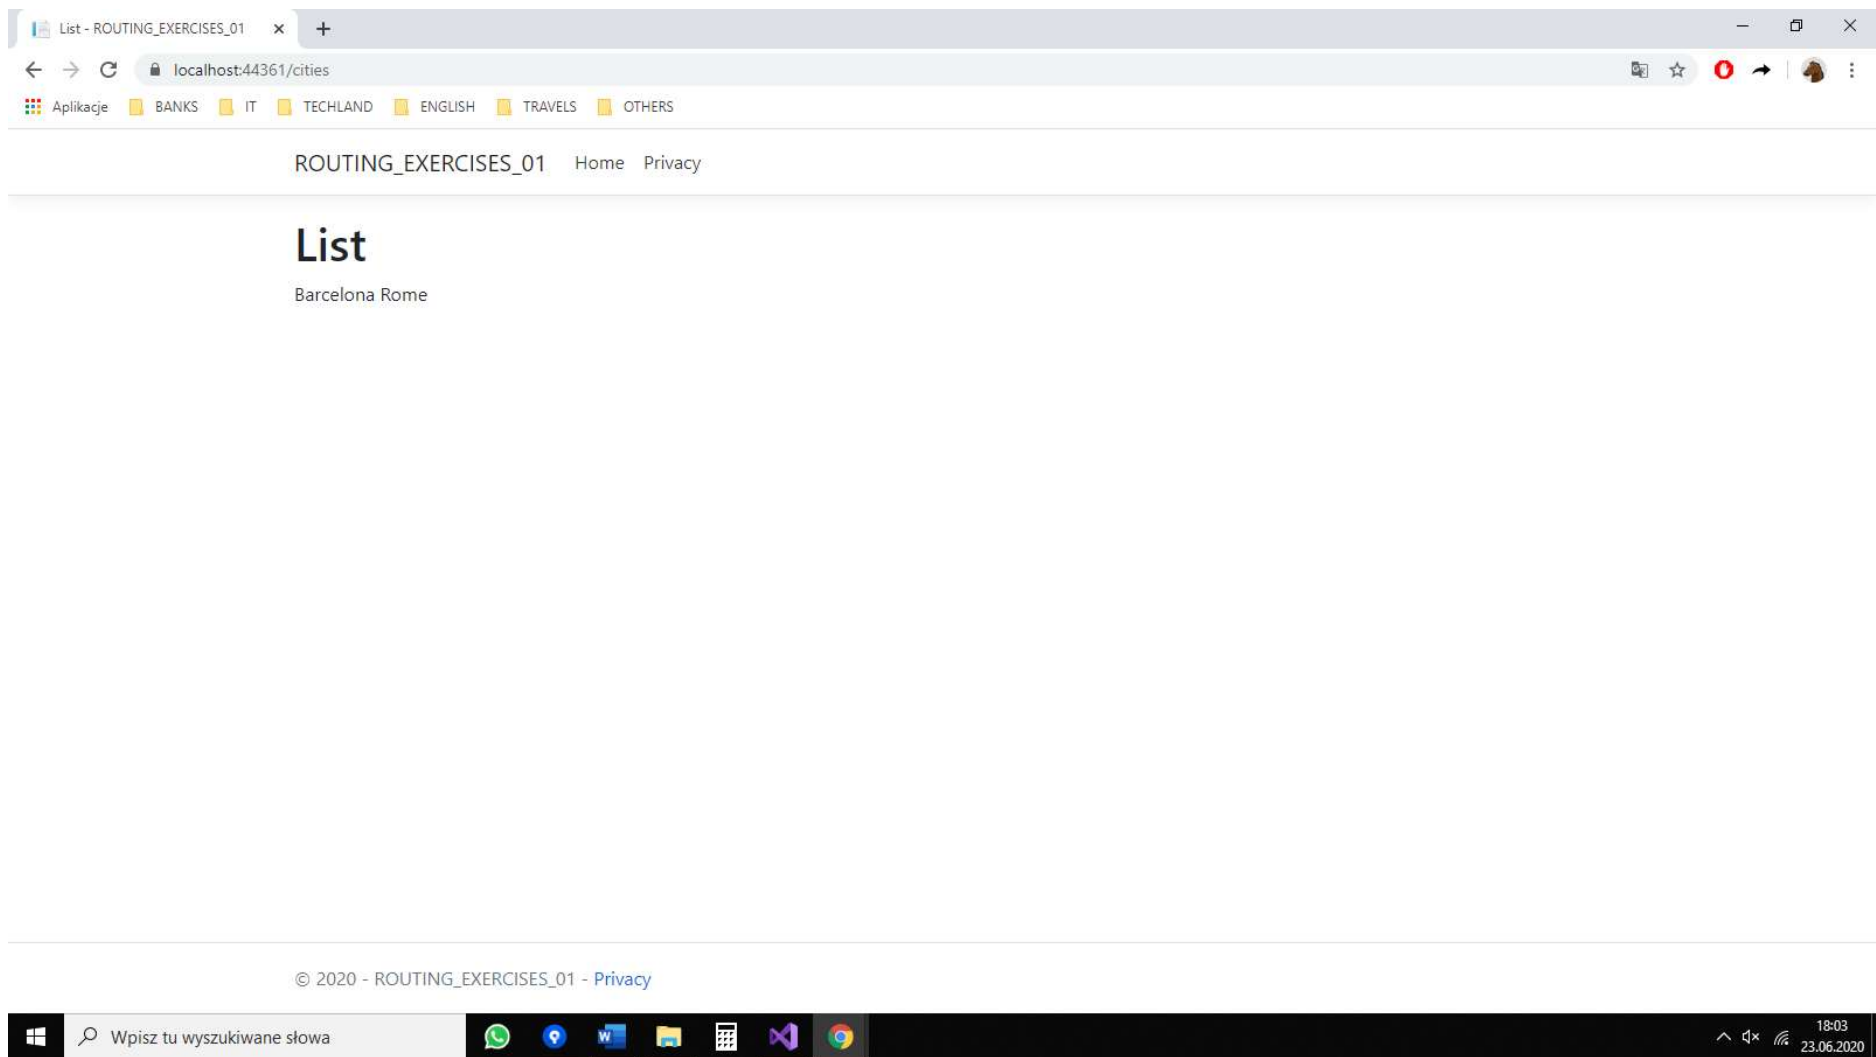 List - ROUTING_EXERCISES_01
localhost:44361/cities
Aplikacje BANKS IT TECHLAND ENGLISH TRAVELS OTHERS
ROUTING_EXERCISES_01 Home Privacy
List
Barcelona Rome
© 2020 - ROUTING_EXERCISES_01 - Privacy
Wpisz tu wyszukiwane słowa
18:03
23.06.2020